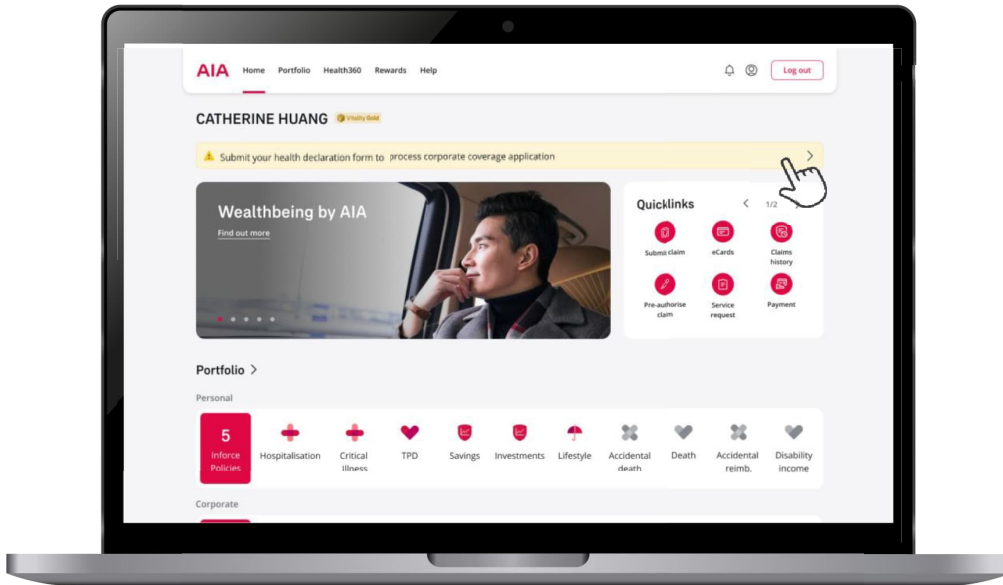 AIA Home Portfolio Health360 Rewards Help Log out
CATHERINE HUANG Vitality Gold
Submit your health declaration form to process corporate coverage application
Wealthbeing by AIA
Find out more
Quicklinks 1/2
Submit claim
eCards
Claims
history
Pre-authorise
claim
Service
request
Payment
Portfolio
Personal
5
Inforce
Policies
Hospitalisation
Critical
Illness
TPD
Savings
Investments
Lifestyle
Accidental
death
Death
Accidental
reimb.
Disability
income
Corporate